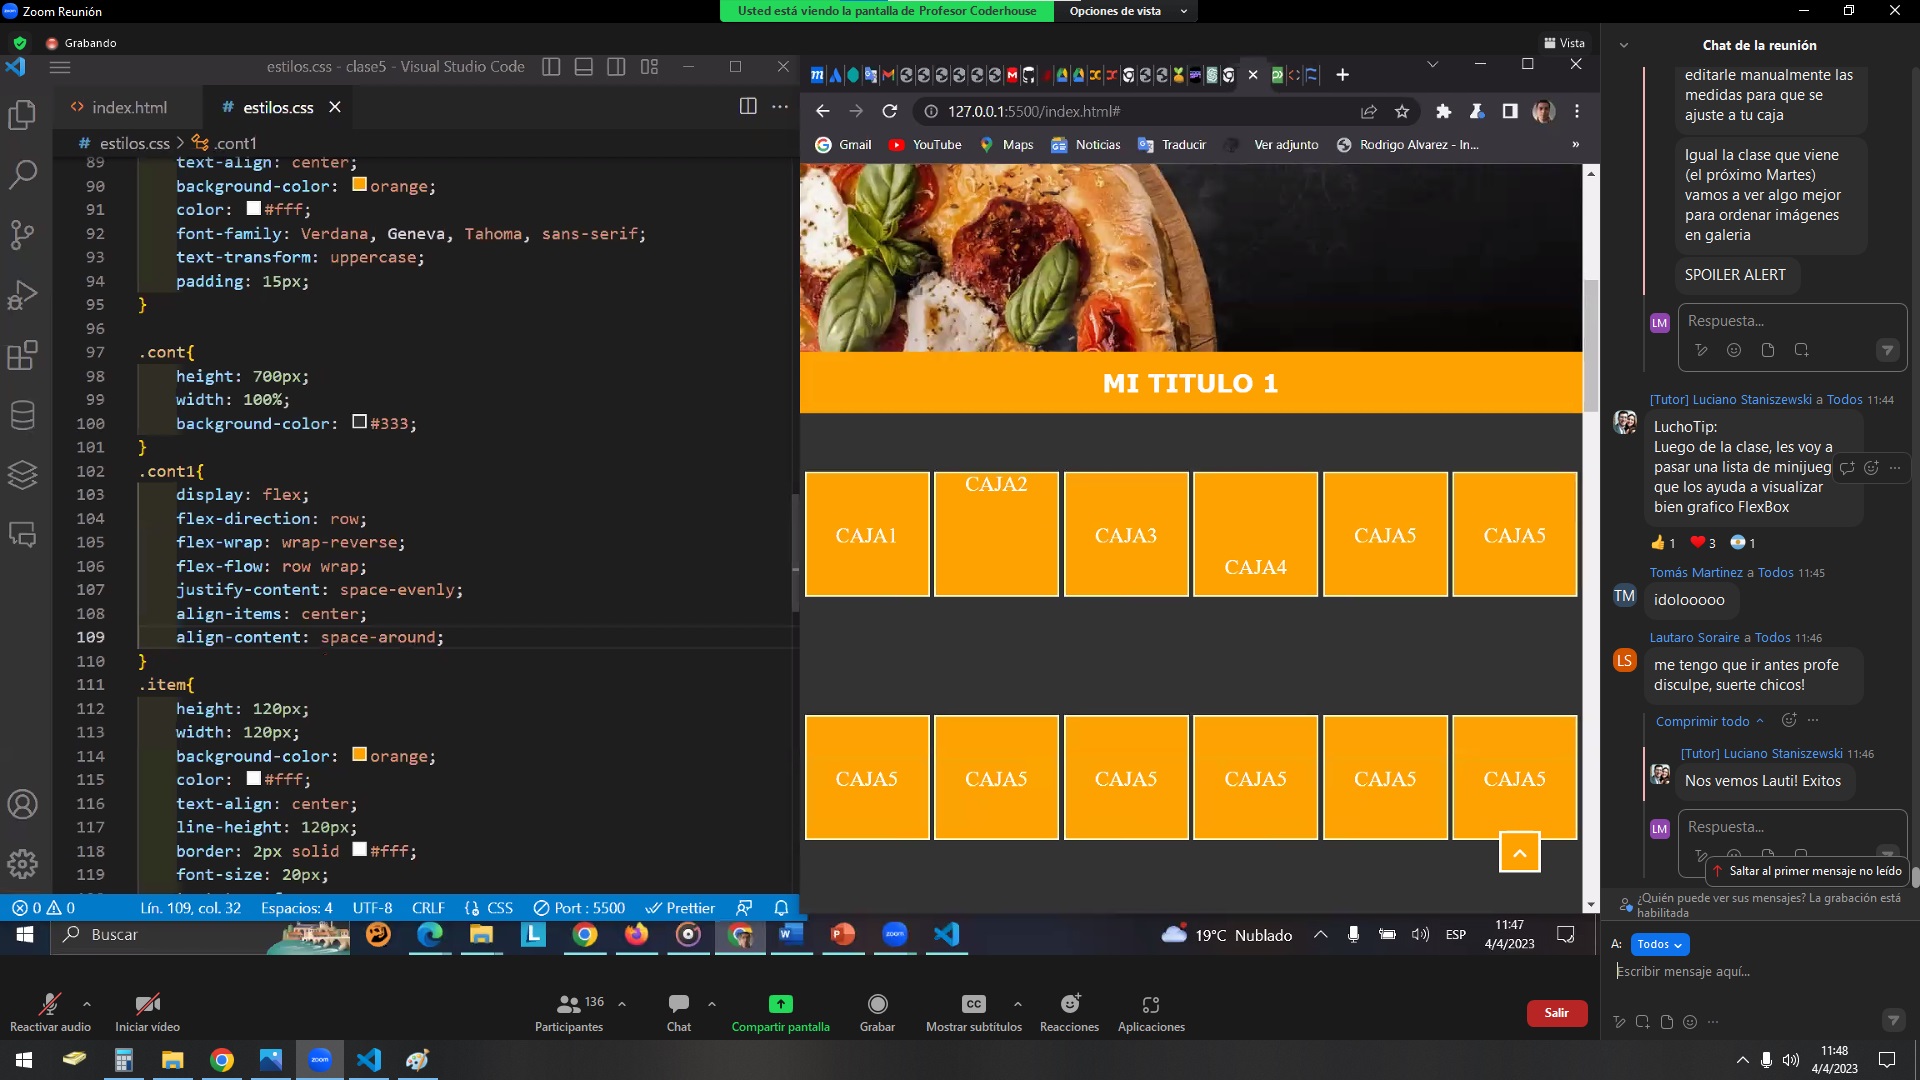 Zoom Reunión
Usted está viendo la pantalla de Profesor Coderhouse
Opciones de vista
Grabando
Vista
estilos.css - clase5 - Visual Studio Code
index.html
# estilos.css
# estilos.css > .cont1
89 text-align: center;
90 background-color: orange;
91 color: #fff;
92 font-family: Verdana, Geneva, Tahoma, sans-serif;
93 text-transform: uppercase;
94 padding: 15px;
95 }
96
97 .cont{
98 height: 700px;
99 width: 100%;
100 background-color: #333;
101 }
102 .cont1{
103 display: flex;
104 flex-direction: row;
105 flex-wrap: wrap-reverse;
106 flex-flow: row wrap;
107 justify-content: space-evenly;
108 align-items: center;
109 align-content: space-around;
110 }
111 .item{
112 height: 120px;
113 width: 120px;
114 background-color: orange;
115 color: #fff;
116 text-align: center;
117 line-height: 120px;
118 border: 2px solid #fff;
119 font-size: 20px;
0 0 Lín. 109, col. 32 Espacios: 4 UTF-8 CRLF {} CSS Port : 5500 Prettier
127.0.0.1:5500/index.html#
Gmail YouTube Maps Noticias Traducir Ver adjunto Rodrigo Alvarez - In... »
MI TITULO 1
CAJA1 CAJA2 CAJA3 CAJA4 CAJA5 CAJA5
CAJA5 CAJA5 CAJA5 CAJA5 CAJA5 CAJA5
Buscar
19°C Nublado
ESP
11:47
4/4/2023
Reactivar audio
Iniciar vídeo
136
Participantes
Chat
Compartir pantalla
Grabar
CC
Mostrar subtítulos
Reacciones
Aplicaciones
Salir
Chat de la reunión
editarle manualmente las
medidas para que se
ajuste a tu caja
Igual la clase que viene
(el próximo Martes)
vamos a ver algo mejor
para ordenar imágenes
en galeria
SPOILER ALERT
LM
Respuesta...
[Tutor] Luciano Staniszewski a Todos 11:44
LuchoTip:
Luego de la clase, les voy a
pasar una lista de minijueg
que los ayuda a visualizar
bien grafico FlexBox
1 3 1
Tomás Martinez a Todos 11:45
TM
idolooooo
Lautaro Soraire a Todos 11:46
LS
me tengo que ir antes profe
disculpe, suerte chicos!
Comprimir todo
[Tutor] Luciano Staniszewski 11:46
Nos vemos Lauti! Exitos
LM
Respuesta...
Saltar al primer mensaje no leído
¿Quién puede ver sus mensajes? La grabación está
habilitada
A: Todos
Escribir mensaje aquí...
zoom
11:48
4/4/2023